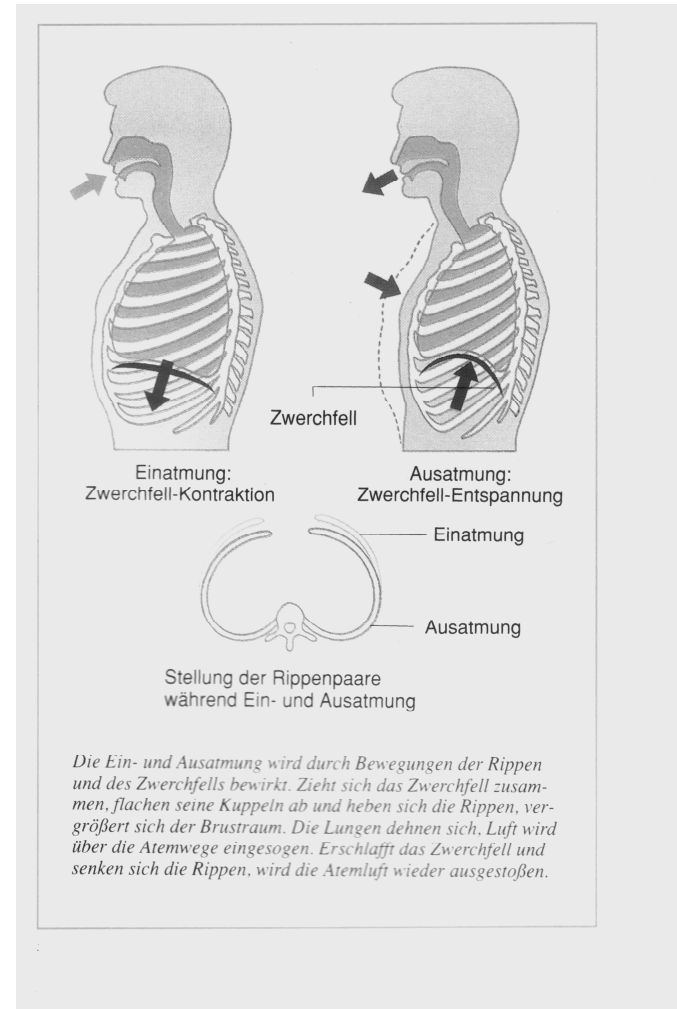 Zwerchfell
Einatmung:
Zwerchfell-Kontraktion
Ausatmung:
Zwerchfell-Entspannung
Einatmung
Ausatmung
Stellung der Rippenpaare
während Ein- und Ausatmung
Die Ein- und Ausatmung wird durch Bewegungen der Rippen
und des Zwerchfells bewirkt. Zieht sich das Zwerchfell zusam-
men, flachen seine Kuppeln ab und heben sich die Rippen, ver-
größert sich der Brustraum. Die Lungen dehnen sich, Luft wird
über die Atemwege eingesogen. Erschlafft das Zwerchfell und
senken sich die Rippen, wird die Atemluft wieder ausgestoßen.